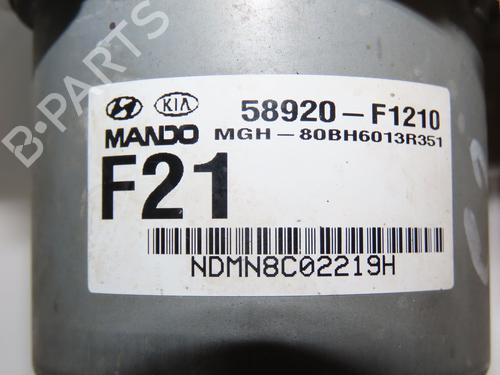 KIA 58920-F1210
MANDO MGH-80BH6013R351
F21
NDMN8C02219H
B-PARTS